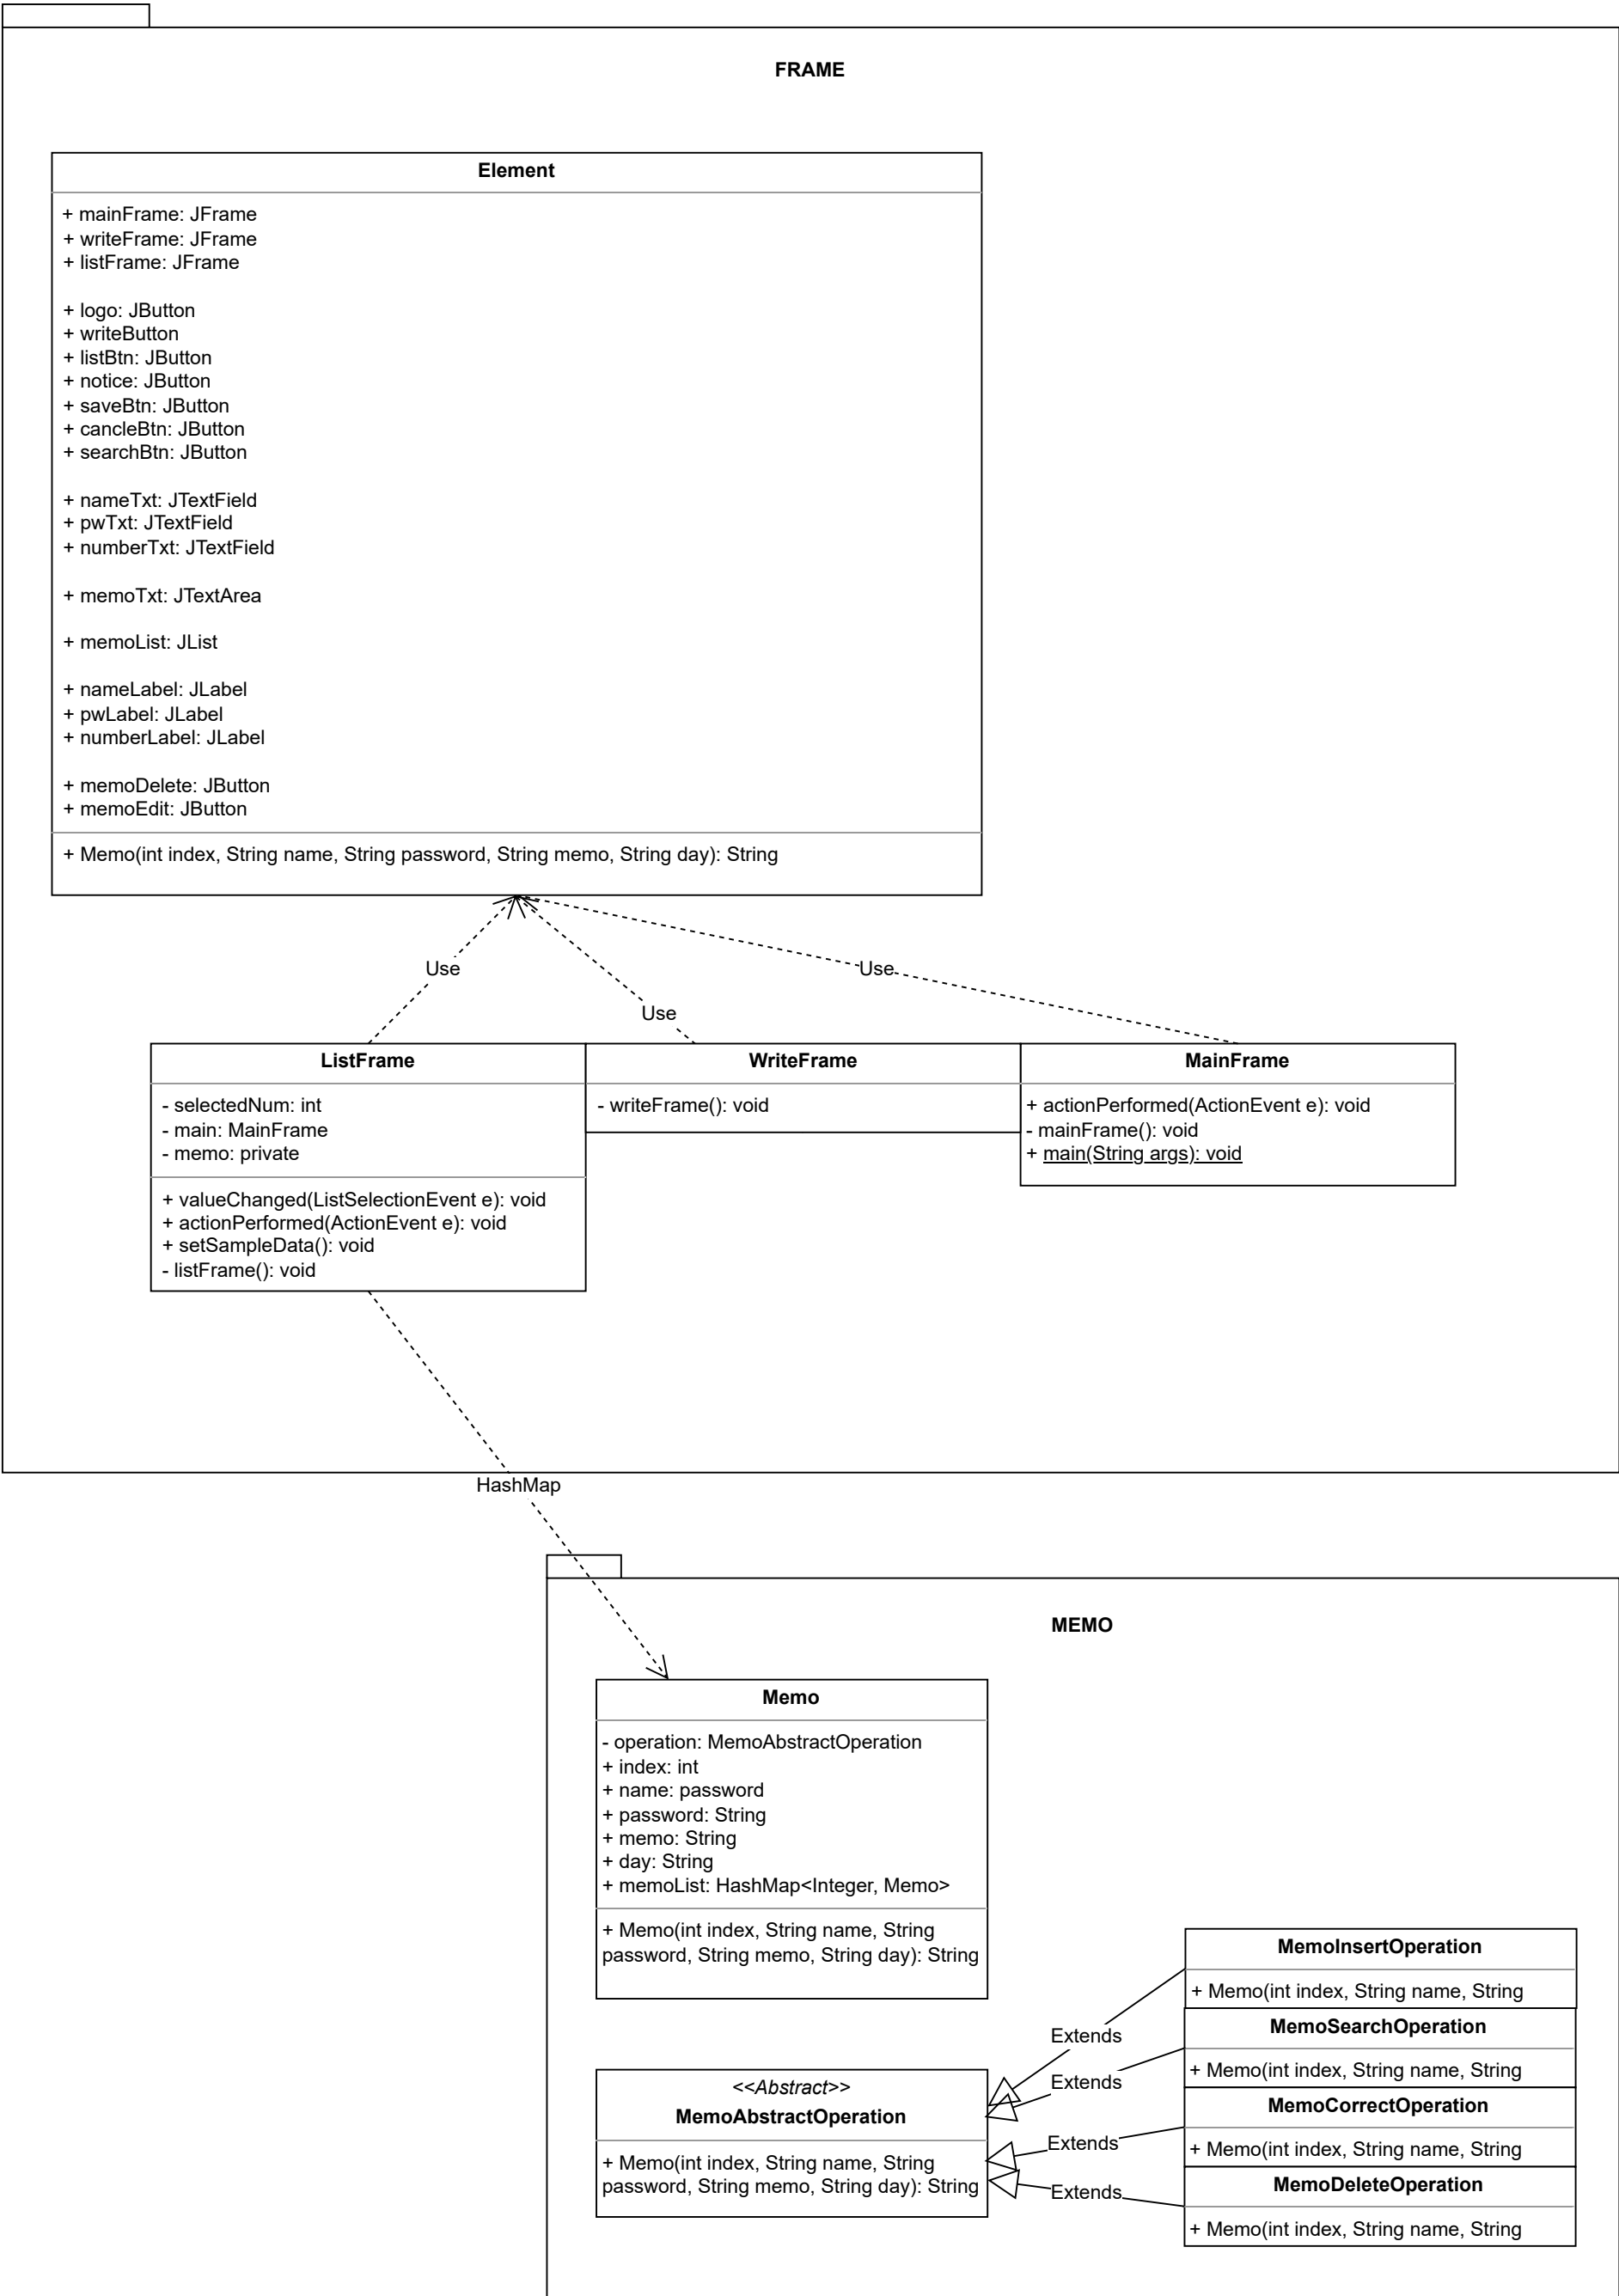 FRAME
Element
+ mainFrame: JFrame
+ writeFrame: JFrame
+ listFrame: JFrame
+ logo: JButton
+ writeButton
+ listBtn: JButton
+ notice: JButton
+ saveBtn: JButton
+ cancleBtn: JButton
+ searchBtn: JButton
+ nameTxt: JTextField
+ pwTxt: JTextField
+ numberTxt: JTextField
+ memoTxt: JTextArea
+ memoList: JList
+ nameLabel: JLabel
+ pwLabel: JLabel
+ numberLabel: JLabel
+ memoDelete: JButton
+ memoEdit: JButton
+ Memo(int index, String name, String password, String memo, String day): String
Use
Use
Use
ListFrame
- selectedNum: int
- main: MainFrame
- memo: private
+ valueChanged(ListSelectionEvent e): void
+ actionPerformed(ActionEvent e): void
+ setSampleData(): void
- listFrame(): void
WriteFrame
- writeFrame(): void
MainFrame
+ actionPerformed(ActionEvent e): void
- mainFrame(): void
+ main(String args): void
HashMap
MEMO
Memo
- operation: MemoAbstractOperation
+ index: int
+ name: password
+ password: String
+ memo: String
+ day: String
+ memoList: HashMap<Integer, Memo>
+ Memo(int index, String name, String
password, String memo, String day): String
<<Abstract>>
MemoAbstractOperation
+ Memo(int index, String name, String
password, String memo, String day): String
Extends
Extends
Extends
Extends
MemoInsertOperation
+ Memo(int index, String name, String
MemoSearchOperation
+ Memo(int index, String name, String
MemoCorrectOperation
+ Memo(int index, String name, String
MemoDeleteOperation
+ Memo(int index, String name, String